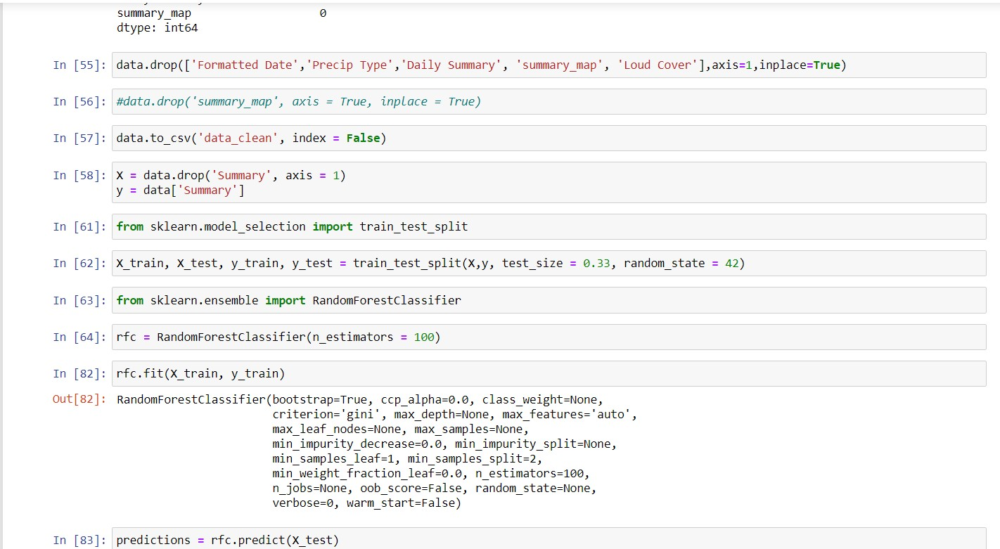 summary_map 0
dtype: int64
In [55]: data.drop(['Formatted Date','Precip Type','Daily Summary', 'summary_map', 'Loud Cover'],axis=1,inplace=True)
In [56]: #data.drop('summary_map', axis = True, inplace = True)
In [57]: data.to_csv('data_clean', index = False)
In [58]: X = data.drop('Summary', axis = 1)
y = data['Summary']
In [61]: from sklearn.model_selection import train_test_split
In [62]: X_train, X_test, y_train, y_test = train_test_split(X,y, test_size = 0.33, random_state = 42)
In [63]: from sklearn.ensemble import RandomForestClassifier
In [64]: rfc = RandomForestClassifier(n_estimators = 100)
In [82]: rfc.fit(X_train, y_train)
Out[82]: RandomForestClassifier(bootstrap=True, ccp_alpha=0.0, class_weight=None,
criterion='gini', max_depth=None, max_features='auto',
max_leaf_nodes=None, max_samples=None,
min_impurity_decrease=0.0, min_impurity_split=None,
min_samples_leaf=1, min_samples_split=2,
min_weight_fraction_leaf=0.0, n_estimators=100,
n_jobs=None, oob_score=False, random_state=None,
verbose=0, warm_start=False)
In [83]: predictions = rfc.predict(X_test)